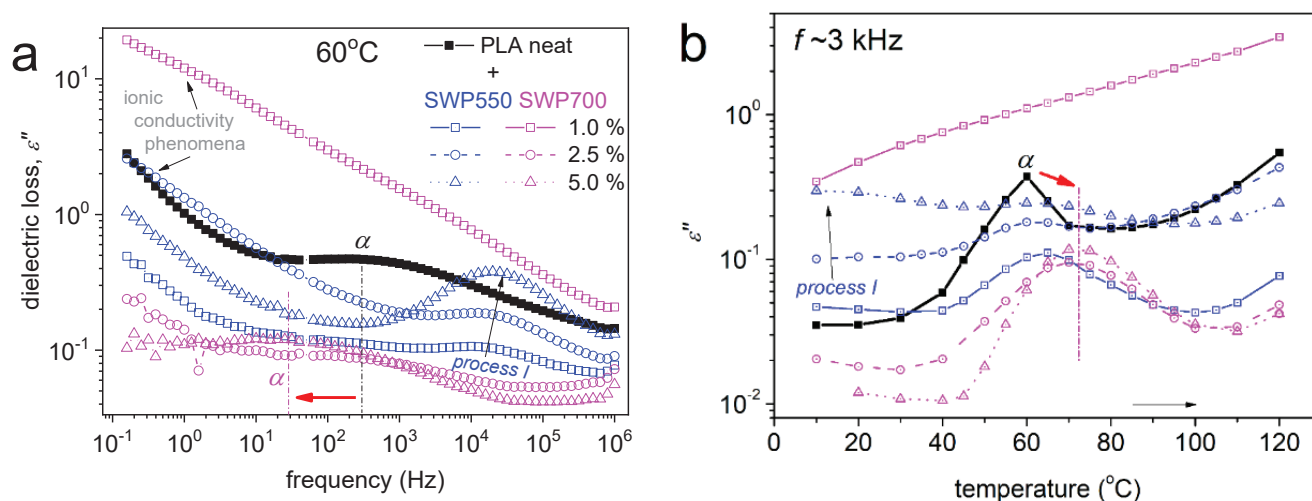 a
60°C
PLA neat
+
SWP550 SWP700
1.0 %
2.5 %
5.0 %
ionic
conductivity
phenomena
α
α
process I
dielectric loss, ε″
10¹
10⁰
10⁻¹
10⁻¹ 10⁰ 10¹ 10² 10³ 10⁴ 10⁵ 10⁶
frequency (Hz)
b
f ~3 kHz
α
process I
ε″
10⁰
10⁻¹
10⁻²
0 20 40 60 80 100 120
temperature (°C)